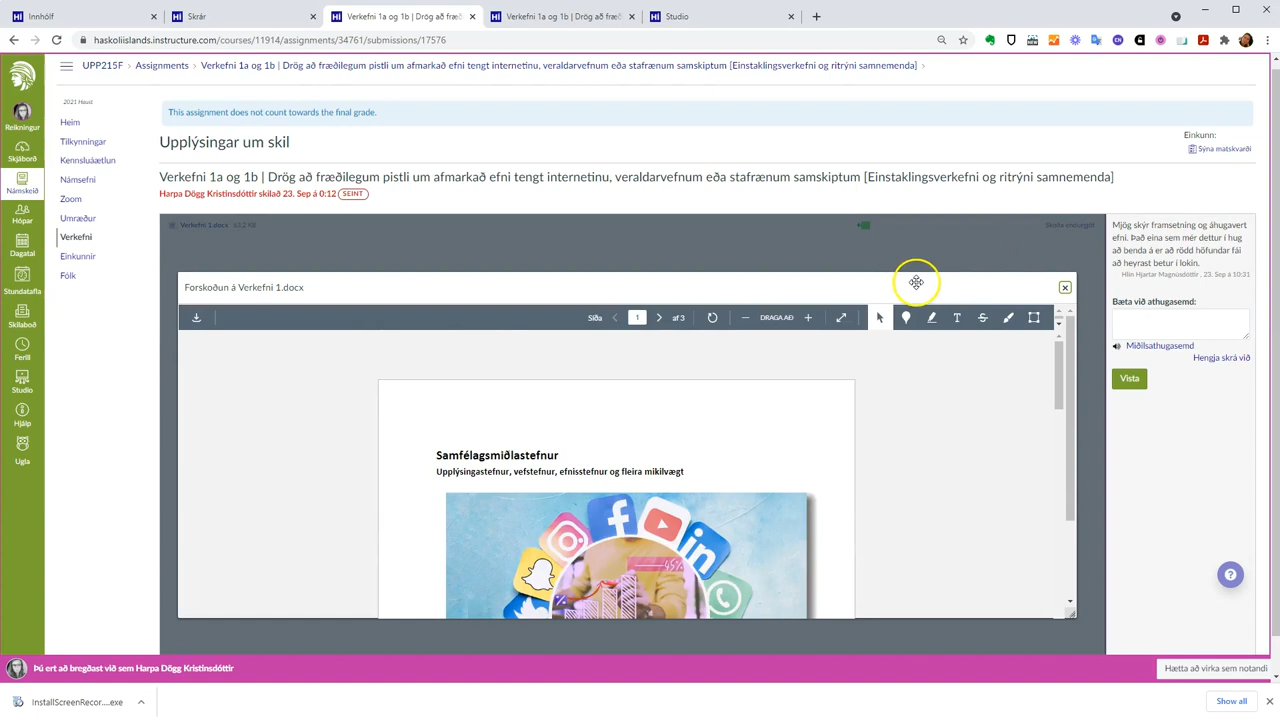 Innhólf
Skrár
Verkefni 1a og 1b | Drög að fræð
Verkefni 1a og 1b | Drög að fræð
Studio
haskoliislands.instructure.com/courses/11914/assignments/34761/submissions/17576
UPP215F
Assignments
Verkefni 1a og 1b | Drög að fræðilegum pistli um afmarkað efni tengt internetinu, veraldarvefnum eða stafrænum samskiptum [Einstaklingsverkefni og ritrýni samnemenda]
Reikningur
Skjáborð
Námskeið
Hópar
Dagatal
Stundatafla
Skilaboð
Ferill
Studio
Hjálp
Ugla
2021 Haust
Heim
Tilkynningar
Kennsluáætlun
Námsefni
Zoom
Umræður
Verkefni
Einkunnir
Fólk
This assignment does not count towards the final grade.
Upplýsingar um skil
Einkunn:
Sýna matskvarði
Verkefni 1a og 1b | Drög að fræðilegum pistli um afmarkað efni tengt internetinu, veraldarvefnum eða stafrænum samskiptum [Einstaklingsverkefni og ritrýni samnemenda]
Harpa Dögg Kristinsdóttir skilað 23. Sep á 0:12 SEINT
Verkefni 1.docx
Forskoðun á Verkefni 1.docx
Síða 1 af 3
DRAGA AÐ
Samfélagsmiðlastefnur
Upplýsingastefnur, vefstefnur, efnisstefnur og fleira mikilvægt
45%
Mjög skýr framsetning og áhugavert
efni. Það eina sem mér dettur í hug
að benda á er að rödd höfundar fái
að heyrast betur í lokin.
Hlín Hjartar Magnúsdóttir , 23. Sep á 10:31
Bæta við athugasemd:
Miðilsathugasemd
Hengja skrá við
Vista
Þú ert að bregðast við sem Harpa Dögg Kristinsdóttir
Hætta að virka sem notandi
InstallScreenRecor....exe
Show all